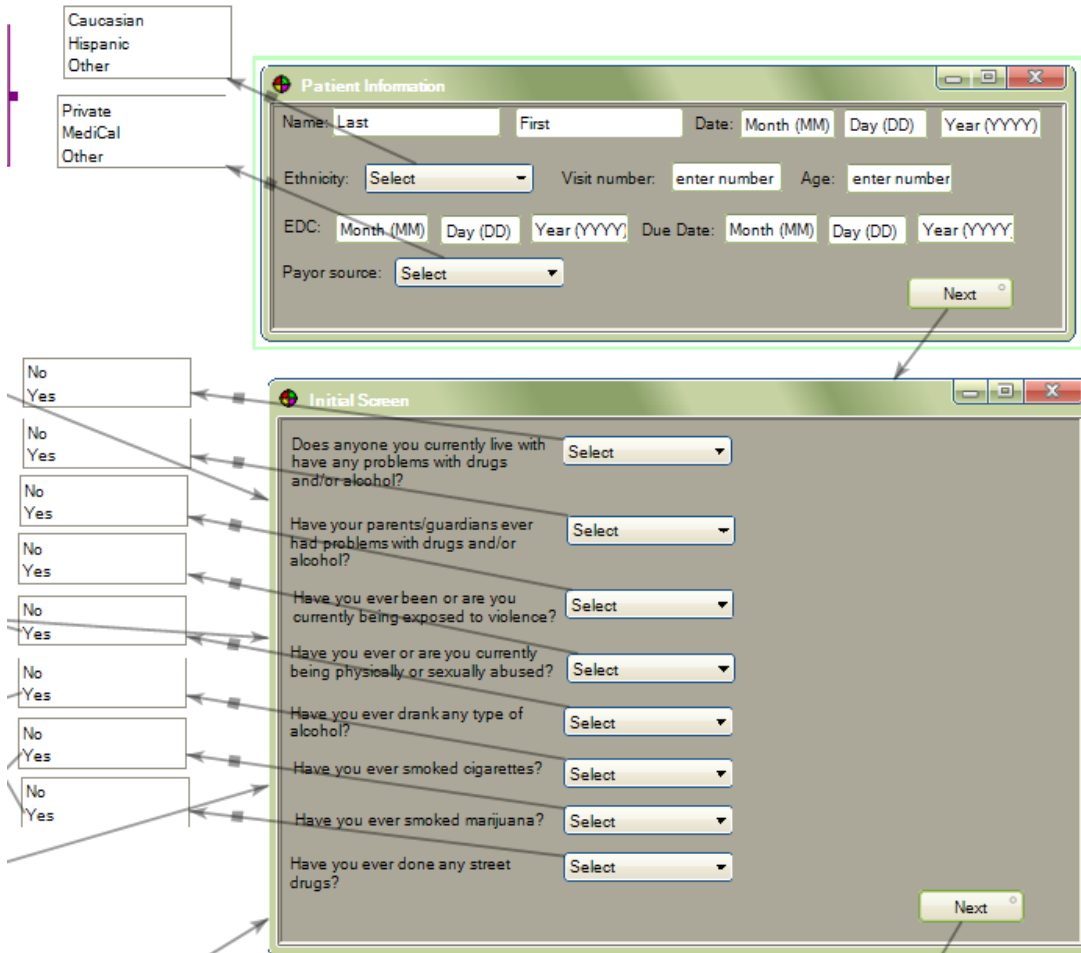 Caucasian
Hispanic
Other
Private
MediCal
Other
Patient Information
Name: Last First Date: Month (MM) Day (DD) Year (YYYY)
Ethnicity: Select Visit number: enter number Age: enter number
EDC: Month (MM) Day (DD) Year (YYYY) Due Date: Month (MM) Day (DD) Year (YYYY)
Payor source: Select
Next
No
Yes
No
Yes
No
Yes
No
Yes
No
Yes
No
Yes
No
Yes
No
Yes
Initial Screen
Does anyone you currently live with
have any problems with drugs
and/or alcohol?
Select
Have your parents/guardians ever
had problems with drugs and/or
alcohol?
Select
Have you ever been or are you
currently being exposed to violence?
Select
Have you ever or are you currently
being physically or sexually abused?
Select
Have you ever drank any type of
alcohol?
Select
Have you ever smoked cigarettes?
Select
Have you ever smoked marijuana?
Select
Have you ever done any street
drugs?
Select
Next